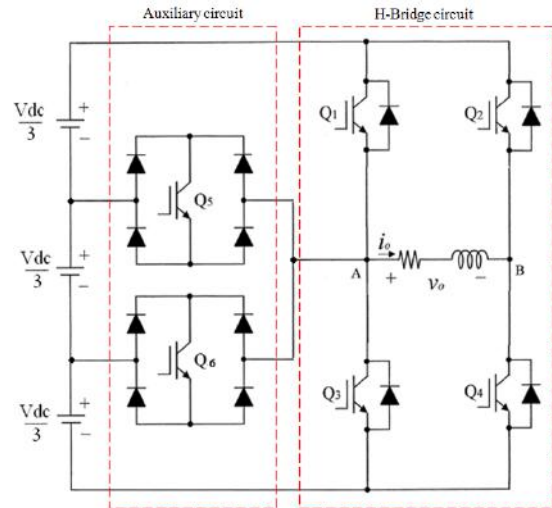 Auxiliary circuit
H-Bridge circuit
Vdc
3
+
−
Q1
Q2
Q5
Vdc
3
+
−
A
io
+
vo
−
B
Q6
Q3
Q4
Vdc
3
+
−